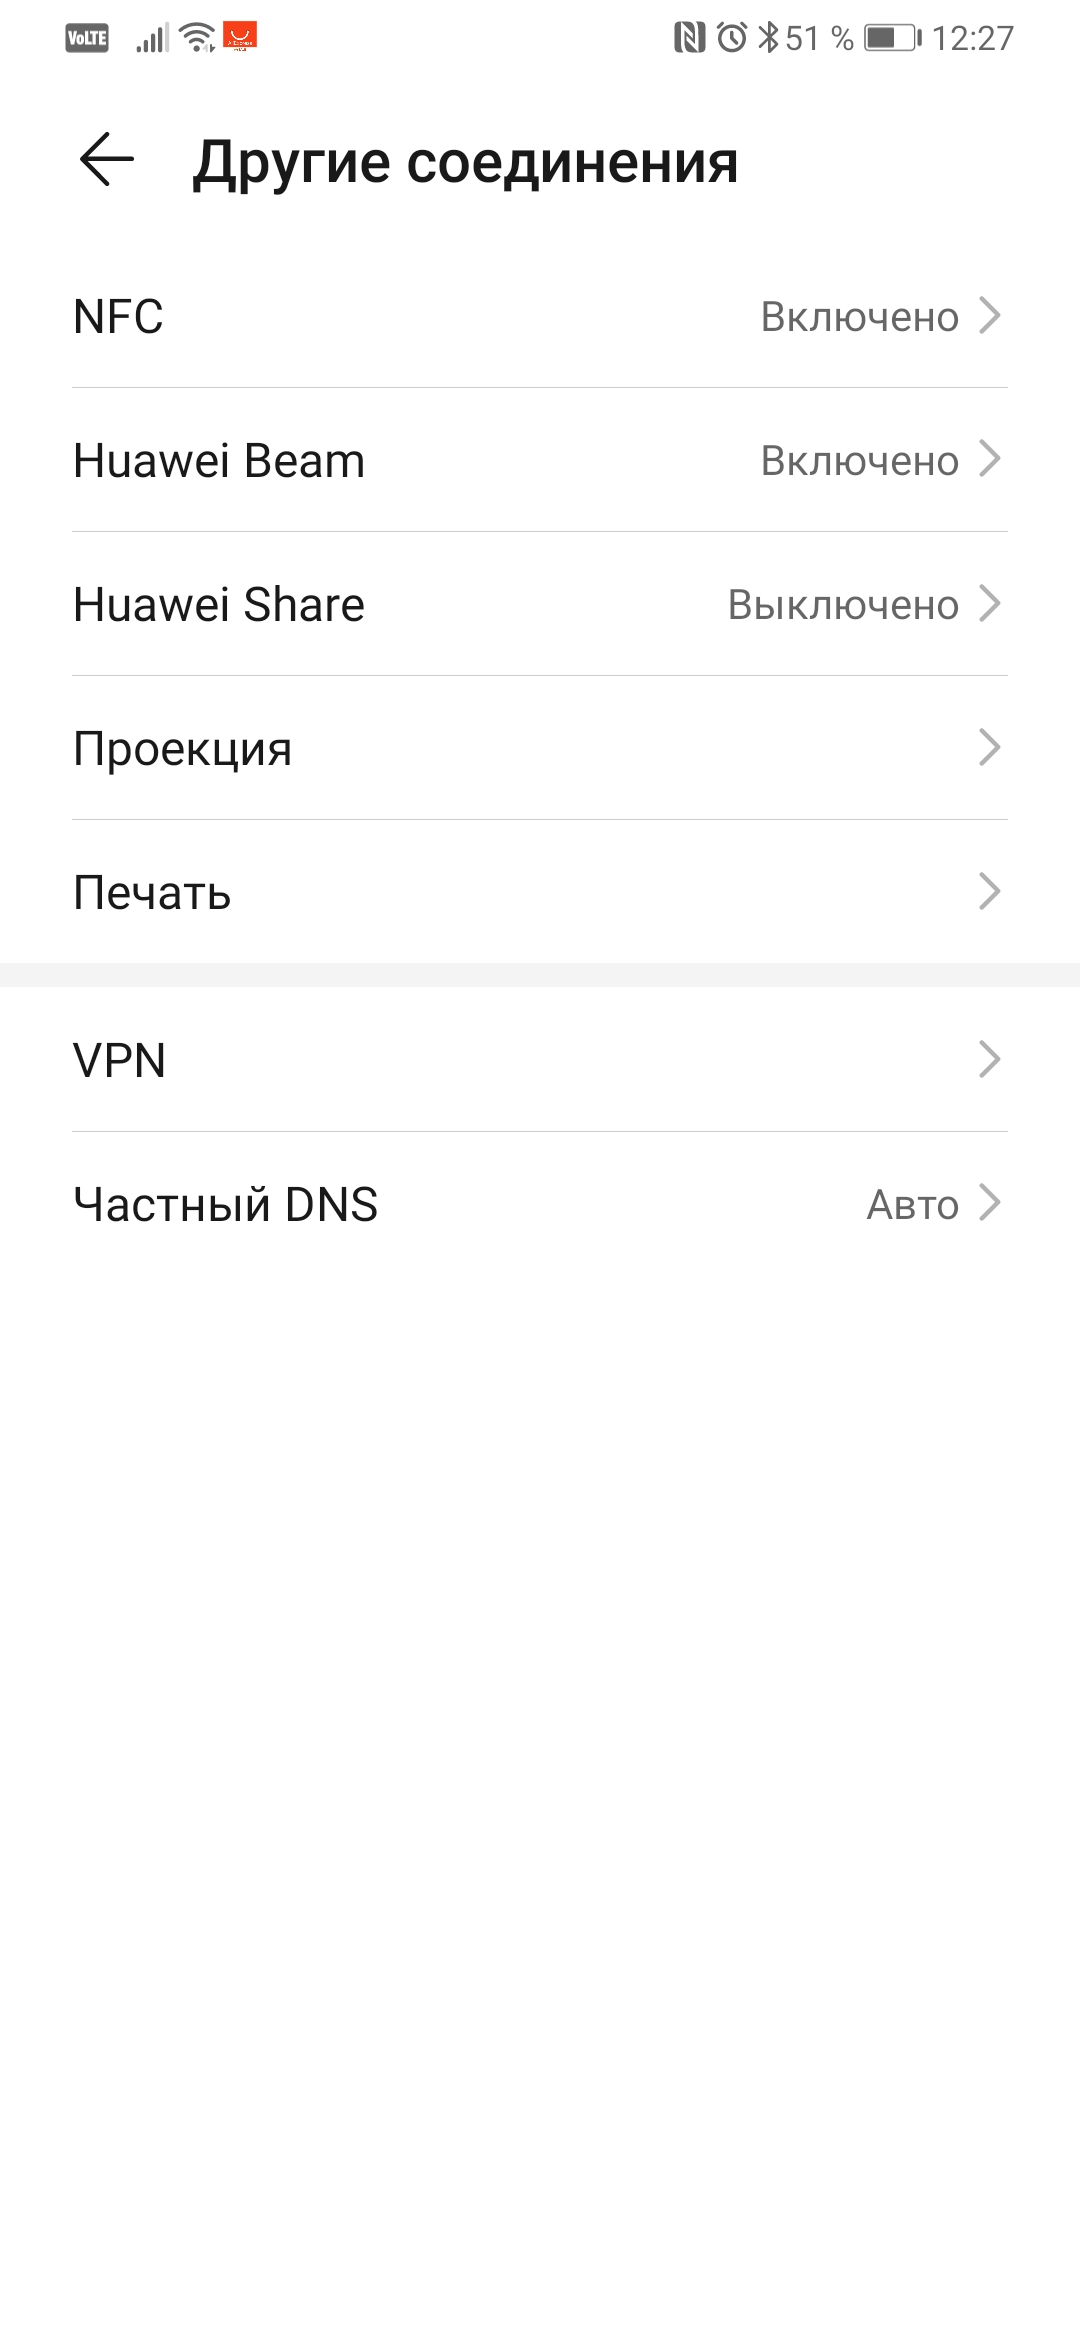 VoLTE 51 % 12:27
Другие соединения
NFC Включено
Huawei Beam Включено
Huawei Share Выключено
Проекция
Печать
VPN
Частный DNS Авто